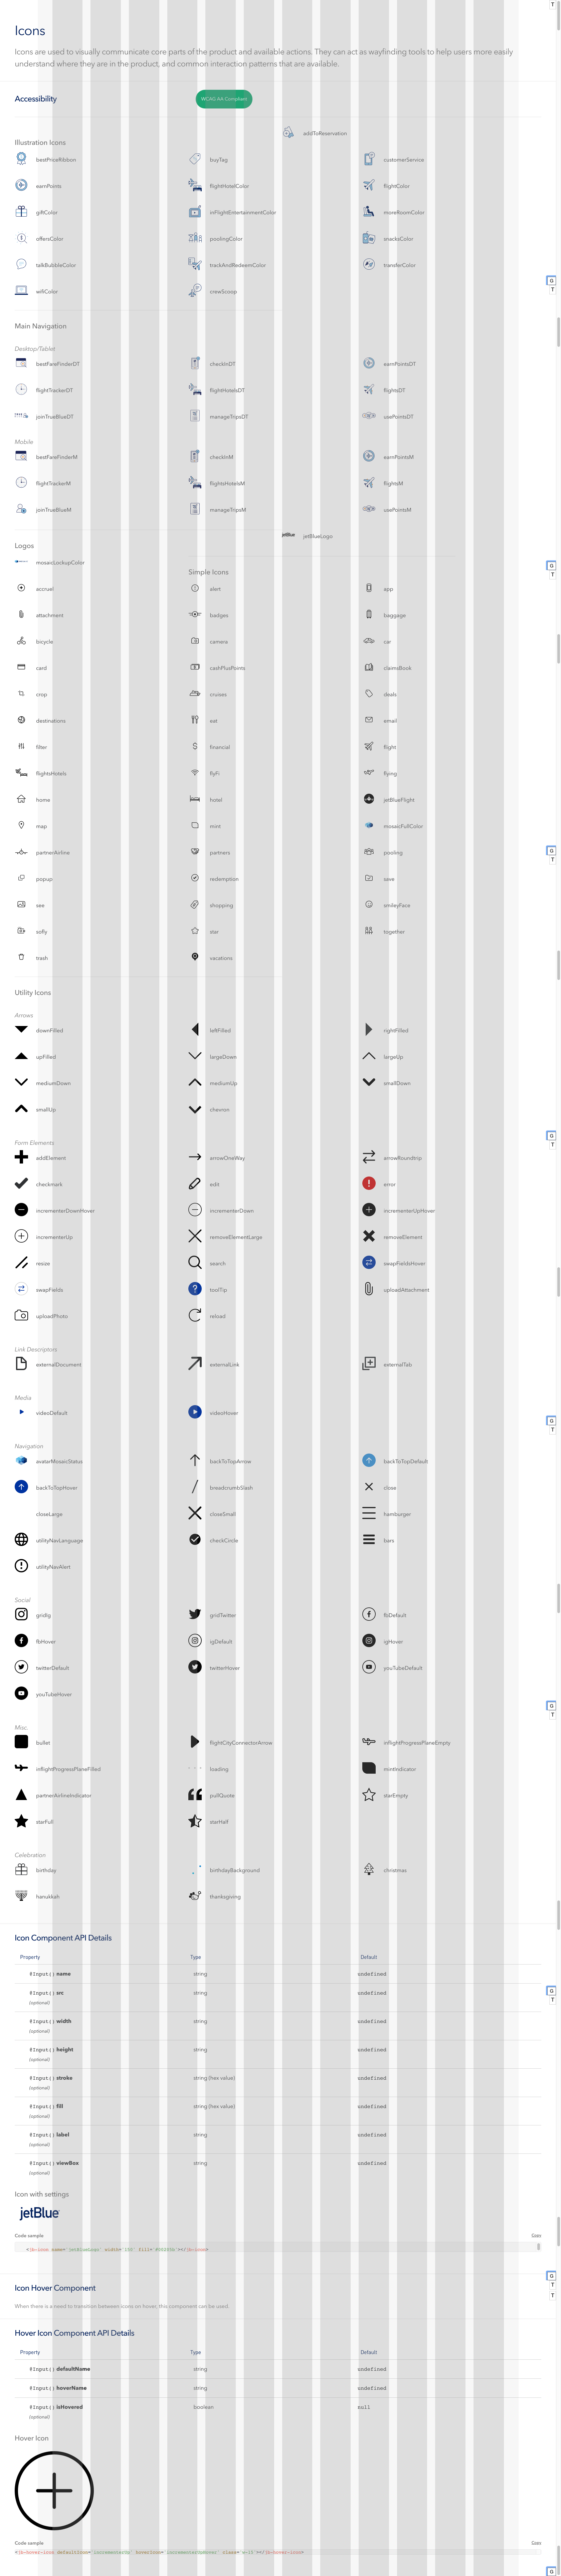 T
Icons
Icons are used to visually communicate core parts of the product and available actions. They can act as wayfinding tools to help users more easily
understand where they are in the product, and common interaction patterns that are available.
Accessibility
WCAG AA Compliant
addToReservation
Illustration Icons
bestPriceRibbon buyTag customerService
earnPoints flightHotelColor flightColor
giftColor inFlightEntertainmentColor moreRoomColor
offersColor poolingColor snacksColor
talkBubbleColor trackAndRedeemColor transferColor
G
T
wifiColor crewScoop
Main Navigation
Desktop/Tablet
bestFareFinderDT checkInDT earnPointsDT
flightTrackerDT flightHotelsDT flightsDT
joinTrueBlueDT manageTripsDT usePointsDT
Mobile
bestFareFinderM checkInM earnPointsM
flightTrackerM flightsHotelsM flightsM
joinTrueBlueM manageTripsM usePointsM
jetBlue jetBlueLogo
Logos
mosaicLockupColor
G
T
Simple Icons
accruel alert app
attachment badges baggage
bicycle camera car
card cashPlusPoints claimsBook
crop cruises deals
destinations eat email
filter financial flight
flightsHotels flyFi flying
home hotel jetBlueFlight
map mint mosaicFullColor
partnerAirline partners pooling
G
T
popup redemption save
see shopping smileyFace
sofly star together
trash vacations
Utility Icons
Arrows
downFilled leftFilled rightFilled
upFilled largeDown largeUp
mediumDown mediumUp smallDown
smallUp chevron
G
T
Form Elements
addElement arrowOneWay arrowRoundtrip
checkmark edit error
incrementerDownHover incrementerDown incrementerUpHover
incrementerUp removeElementLarge removeElement
resize search swapFieldsHover
swapFields toolTip uploadAttachment
uploadPhoto reload
Link Descriptors
externalDocument externalLink externalTab
Media
videoDefault videoHover
G
T
Navigation
avatarMosaicStatus backToTopArrow backToTopDefault
backToTopHover breadcrumbSlash close
closeLarge closeSmall hamburger
utilityNavLanguage checkCircle bars
utilityNavAlert
Social
gridIg gridTwitter fbDefault
fbHover igDefault igHover
twitterDefault twitterHover youTubeDefault
youTubeHover
G
T
Misc.
bullet flightCityConnectorArrow inflightProgressPlaneEmpty
inflightProgressPlaneFilled loading mintIndicator
partnerAirlineIndicator pullQuote starEmpty
starFull starHalf
Celebration
birthday birthdayBackground christmas
hanukkah thanksgiving
Icon Component API Details
Property Type Default
@Input() name string undefined
G
T
@Input() src string undefined
(optional)
@Input() width string undefined
(optional)
@Input() height string undefined
(optional)
@Input() stroke string (hex value) undefined
(optional)
@Input() fill string (hex value) undefined
(optional)
@Input() label string undefined
(optional)
@Input() viewBox string undefined
(optional)
Icon with settings
jetBlue
Code sample Copy
G
T
T
Icon Hover Component
When there is a need to transition between icons on hover, this component can be used.
Hover Icon Component API Details
Property Type Default
@Input() defaultName string undefined
@Input() hoverName string undefined
@Input() isHovered boolean null
(optional)
Hover Icon
Code sample Copy
G